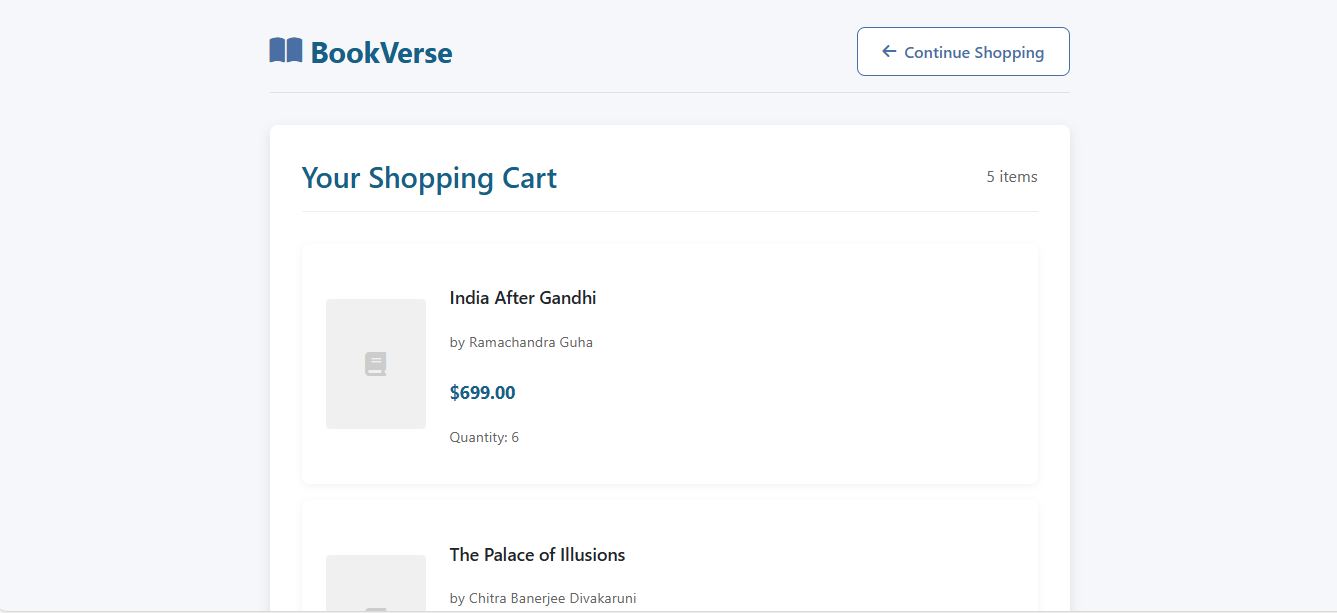 BookVerse
← Continue Shopping
Your Shopping Cart
5 items
India After Gandhi
by Ramachandra Guha
$699.00
Quantity: 6
The Palace of Illusions
by Chitra Banerjee Divakaruni